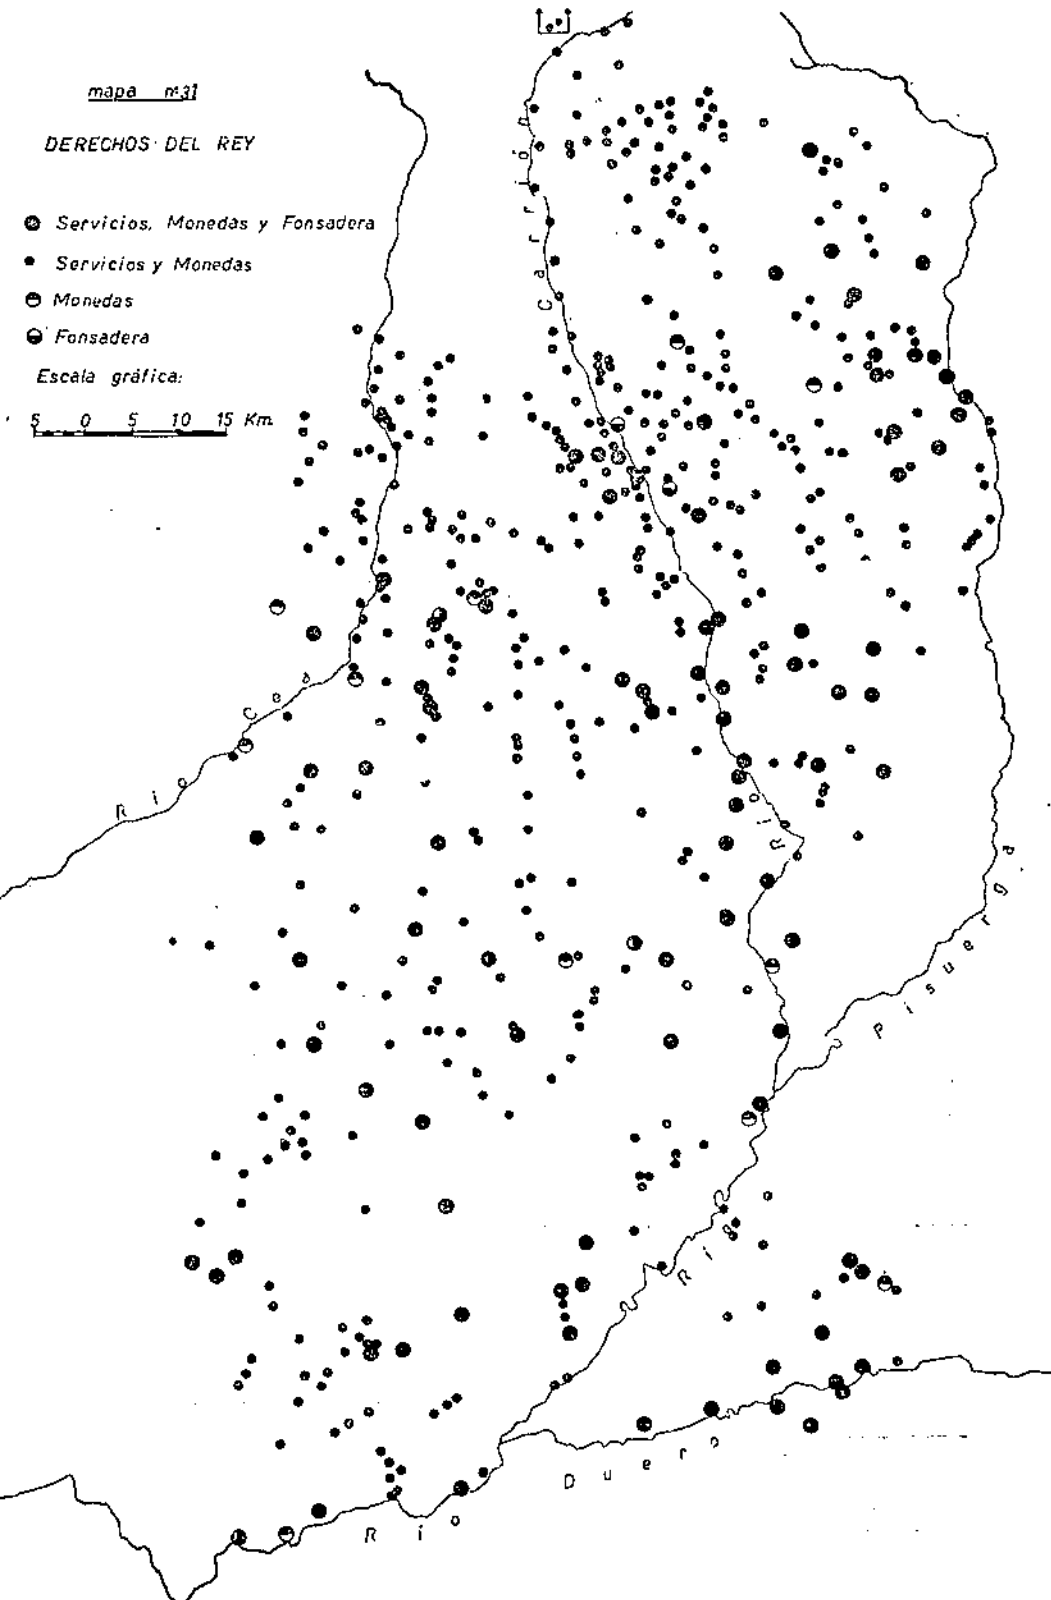 mapa nº31
DERECHOS DEL REY
Servicios, Monedas y Fonsadera
Servicios y Monedas
Monedas
Fonsadera
Escala gráfica:
5 0 5 10 15 Km.
Río Carrión
Río Cea
Río Pisuerga
Río Duero